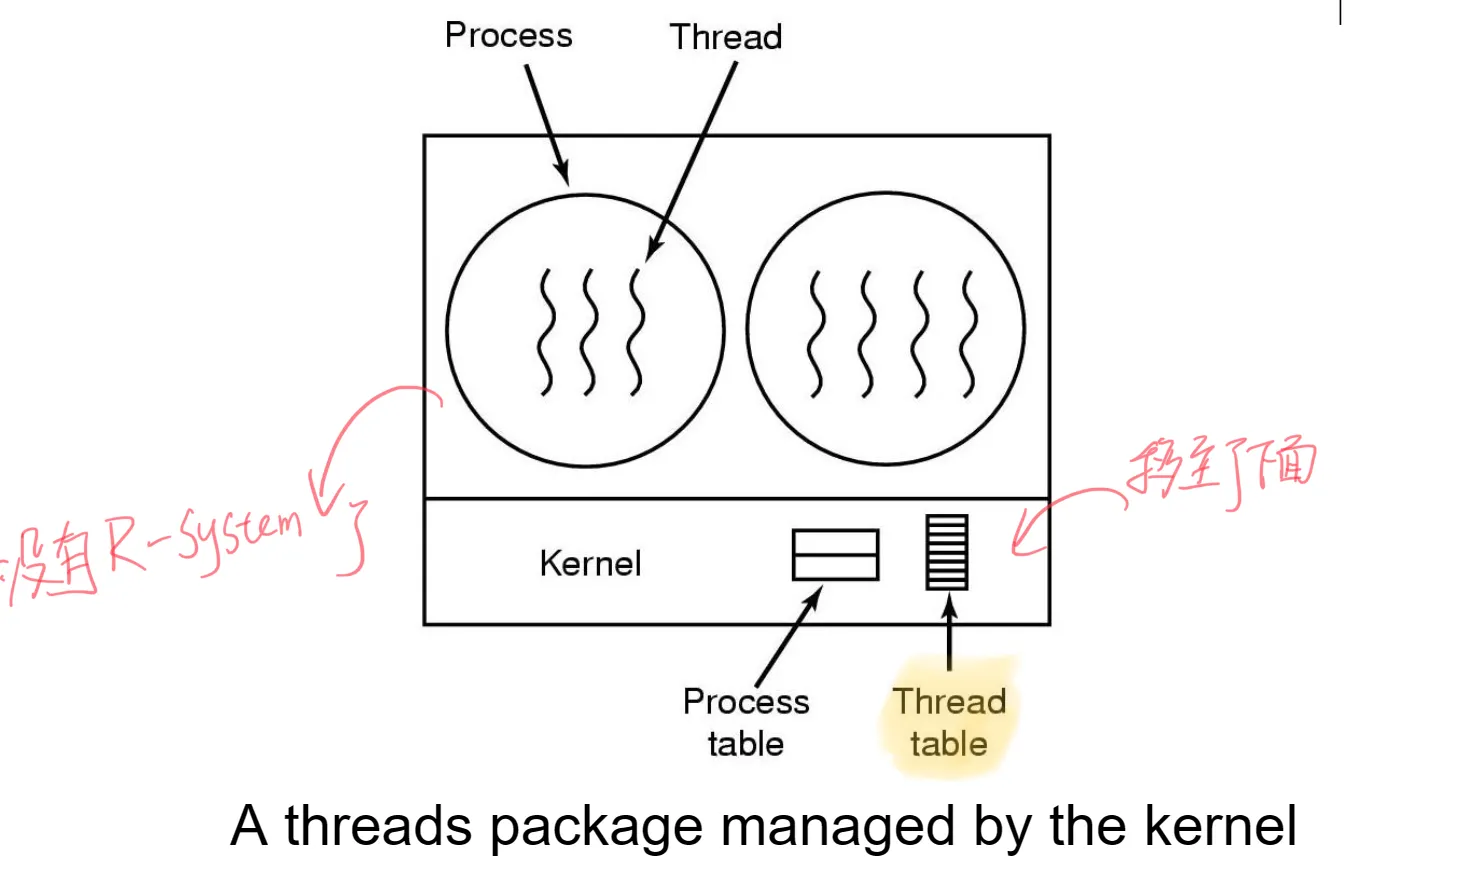 Process
Thread
移至了下面
没有R-System了
Kernel
Process
table
Thread
table
A threads package managed by the kernel